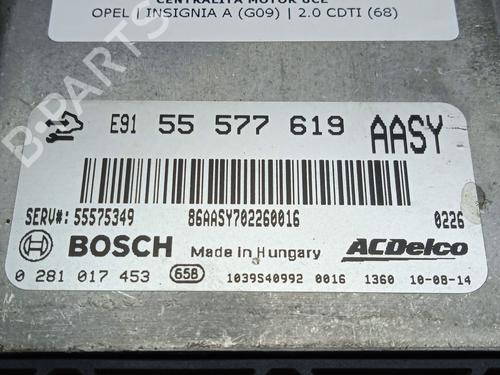 CENTRALITA MOTOR UCE
OPEL | INSIGNIA A (G09) | 2.0 CDTI (68)
E91 55 577 619 AASY
SERV#: 55575349 86AASY702260016 0226
BOSCH Made in Hungary ACDelco
0 281 017 453 65B 1039S40992 0016 1360 10-08-14
B-PARTS